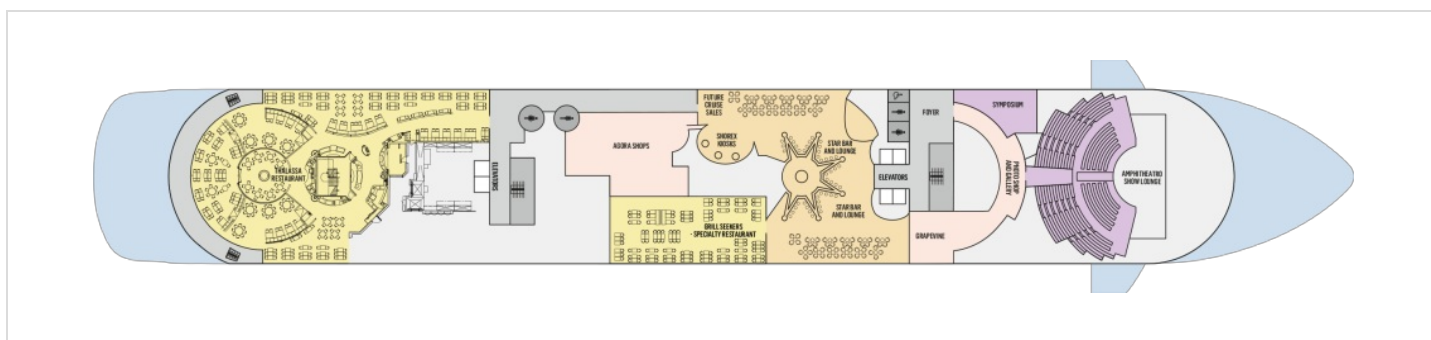 THALASSA
RESTAURANT
ELEVATORS
AGORA SHOPS
FUTURE
CRUISE
SALES
SHOREX
KIOSKS
GRILL SEEKERS
- SPECIALTY RESTAURANT
STAR BAR
AND LOUNGE
STAR BAR
AND LOUNGE
ELEVATORS
FOYER
GRAPEVINE
PHOTO SHOP
AND GALLERY
SYMPOSIUM
AMPHITHEATRO
SHOW LOUNGE